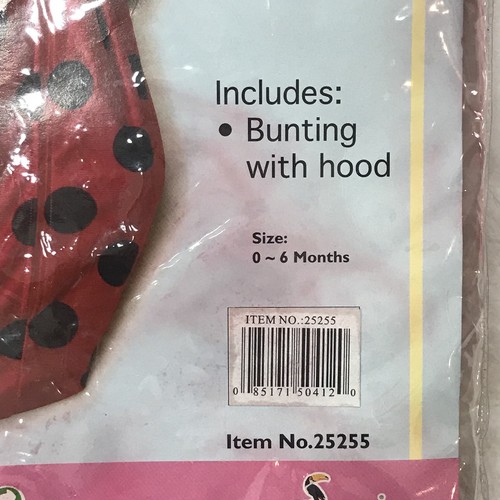 Includes:
• Bunting
with hood
Size:
0 ~ 6 Months
ITEM NO.:25255
0 85171 50412 0
Item No.25255